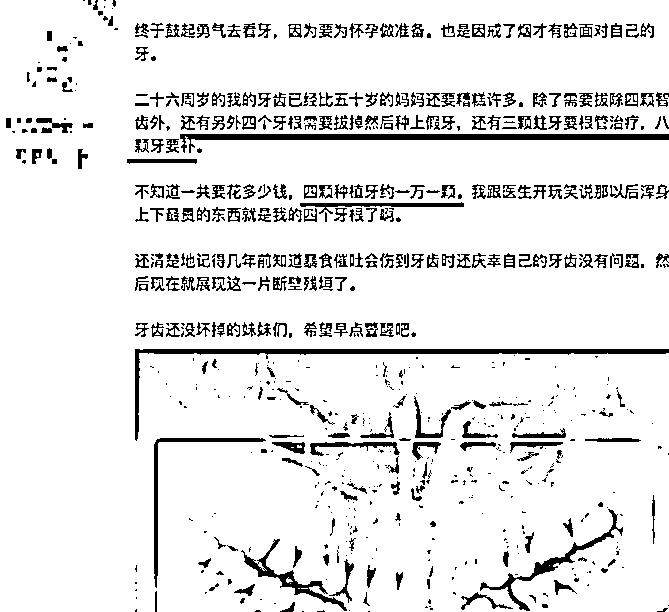 终于鼓起勇气去看牙，因为要为怀孕做准备。也是因戒了烟才有脸面对自己的
牙。
二十六周岁的我的牙齿已经比五十岁的妈妈还要糟糕许多。除了需要拔除四颗智
齿外，还有另外四个牙根需要拔掉然后种上假牙，还有三颗蛀牙要根管治疗，八
颗牙要补。
不知道一共要花多少钱，四颗种植牙约一万一颗。我跟医生开玩笑说那以后浑身
上下最贵的东西就是我的四个牙根了啊。
还清楚地记得几年前知道暴食催吐会伤到牙齿时还庆幸自己的牙齿没有问题，然
后现在就展现这一片断壁残垣了。
牙齿还没坏掉的妹妹们，希望早点警醒吧。